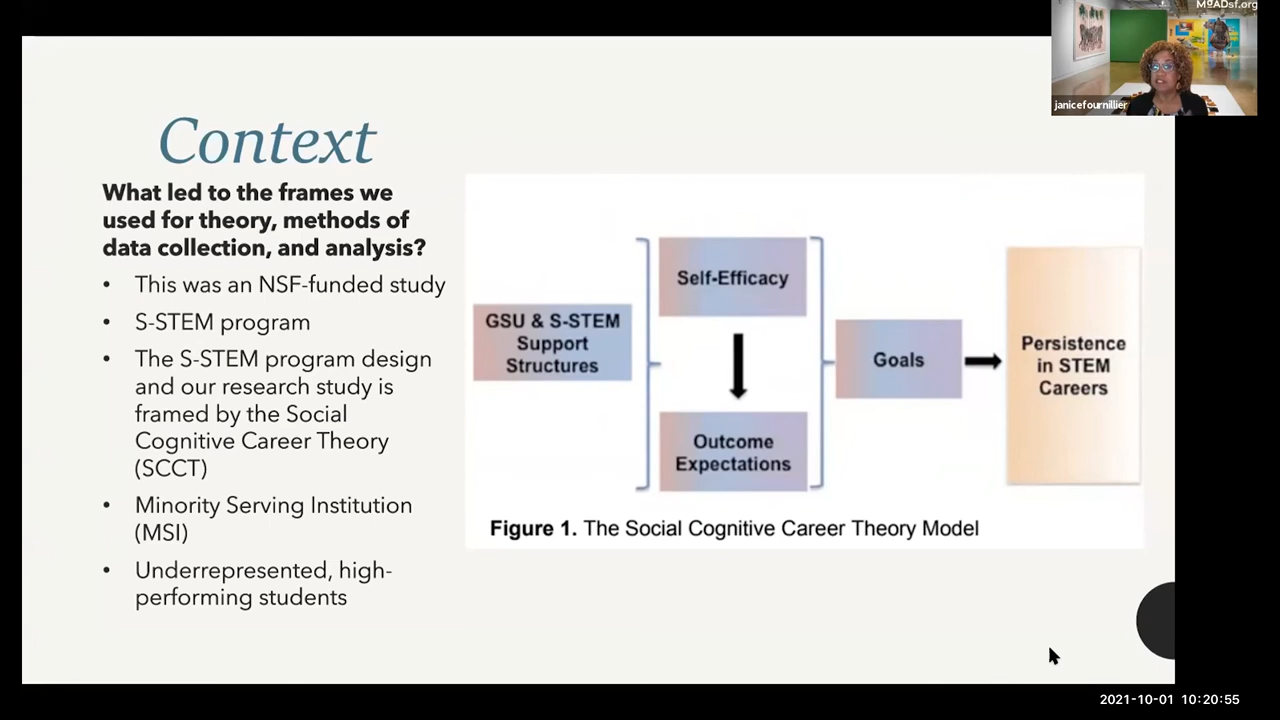 MoADsf.org
janicefournillier
Context
What led to the frames we
used for theory, methods of
data collection, and analysis?
• This was an NSF-funded study
• S-STEM program
• The S-STEM program design
and our research study is
framed by the Social
Cognitive Career Theory
(SCCT)
• Minority Serving Institution
(MSI)
• Underrepresented, high-
performing students
GSU & S-STEM
Support
Structures
Self-Efficacy
Outcome
Expectations
Goals
Persistence
in STEM
Careers
Figure 1. The Social Cognitive Career Theory Model
2021-10-01 10:20:55